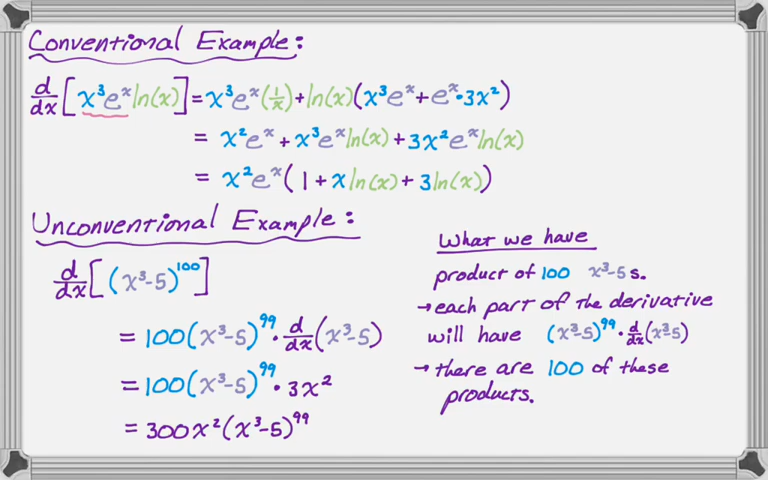 Conventional Example:
d/dx [x³eˣln(x)] = x³eˣ(1/x) + ln(x)(x³eˣ + eˣ·3x²)
= x²eˣ + x³eˣln(x) + 3x²eˣln(x)
= x²eˣ(1 + xln(x) + 3ln(x))
Unconventional Example:
d/dx [(x³-5)¹⁰⁰]
= 100(x³-5)⁹⁹ · d/dx(x³-5)
= 100(x³-5)⁹⁹ · 3x²
= 300x²(x³-5)⁹⁹
What we have
product of 100 x³-5s.
→each part of the derivative
will have (x³-5)⁹⁹ · d/dx(x³-5)
→there are 100 of these
products.